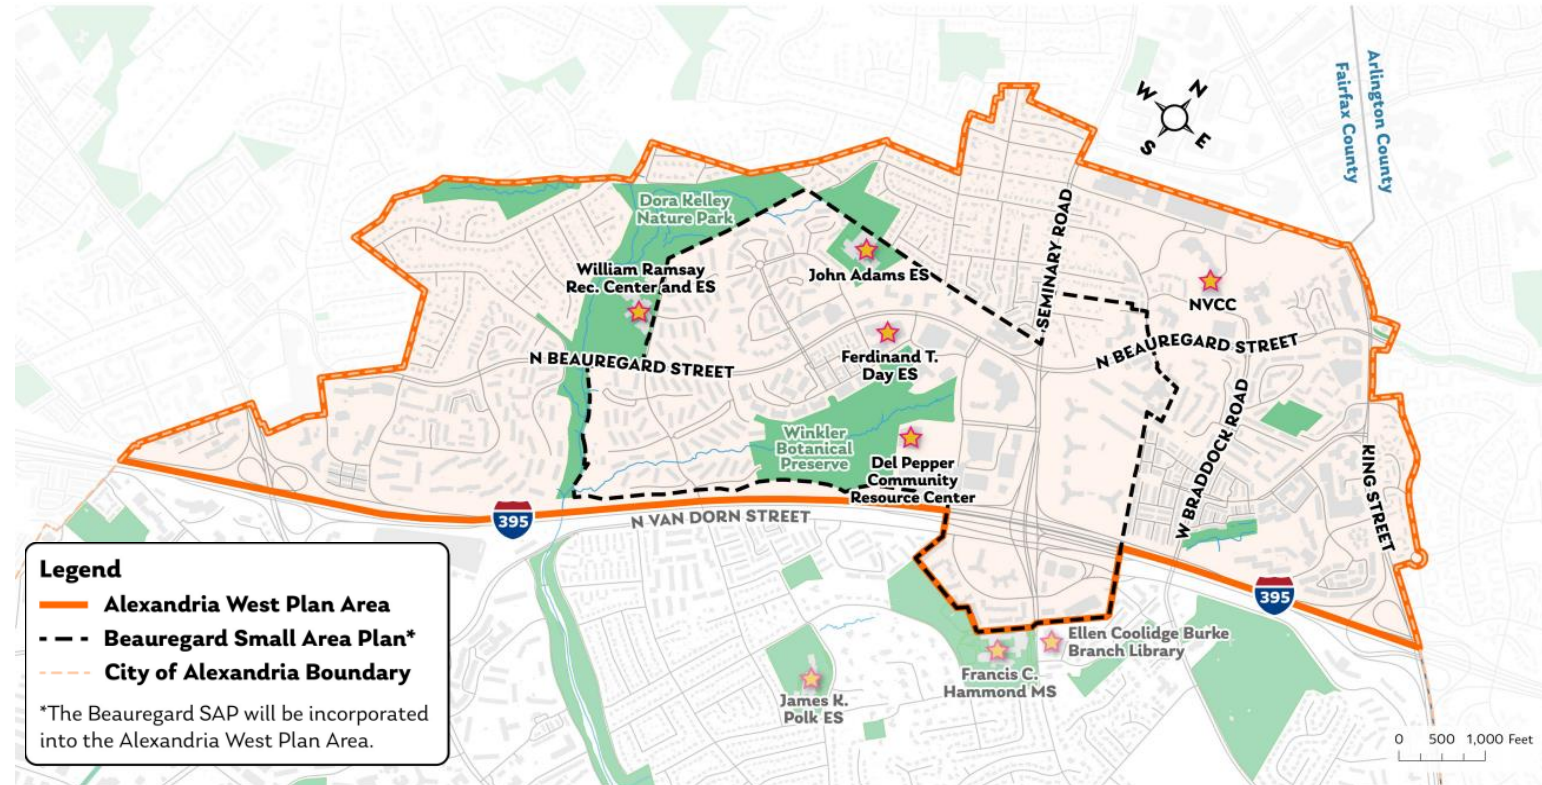 Arlington County
Fairfax County
W
N
S
E
Dora Kelley
Nature Park
SEMINARY ROAD
William Ramsay
Rec. Center and ES
John Adams ES
NVCC
N BEAUREGARD STREET
N BEAUREGARD STREET
Ferdinand T.
Day ES
W BRADDOCK ROAD
KING STREET
Winkler
Botanical
Preserve
Del Pepper
Community
Resource Center
395
N VAN DORN STREET
395
Legend
Alexandria West Plan Area
Beauregard Small Area Plan*
City of Alexandria Boundary
*The Beauregard SAP will be incorporated
into the Alexandria West Plan Area.
Ellen Coolidge Burke
Branch Library
Francis C.
Hammond MS
James K.
Polk ES
0 500 1,000 Feet